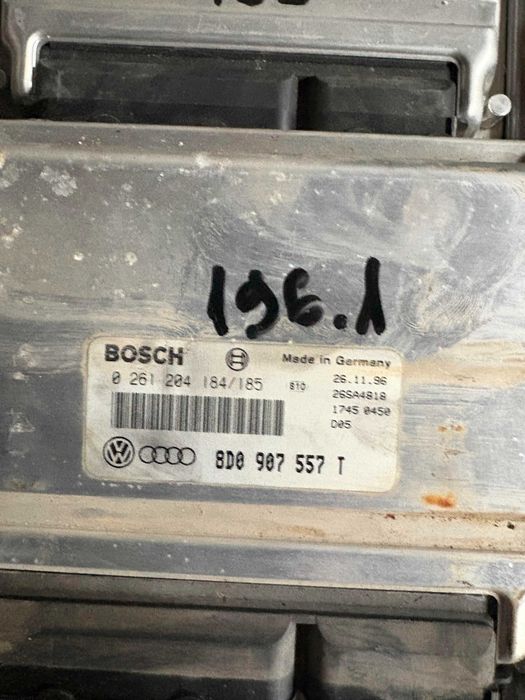 196.1
BOSCH Made in Germany
0 261 204 184/185 610 26.11.96
26SA4818
1745 0450
D05
8D0 907 557 T